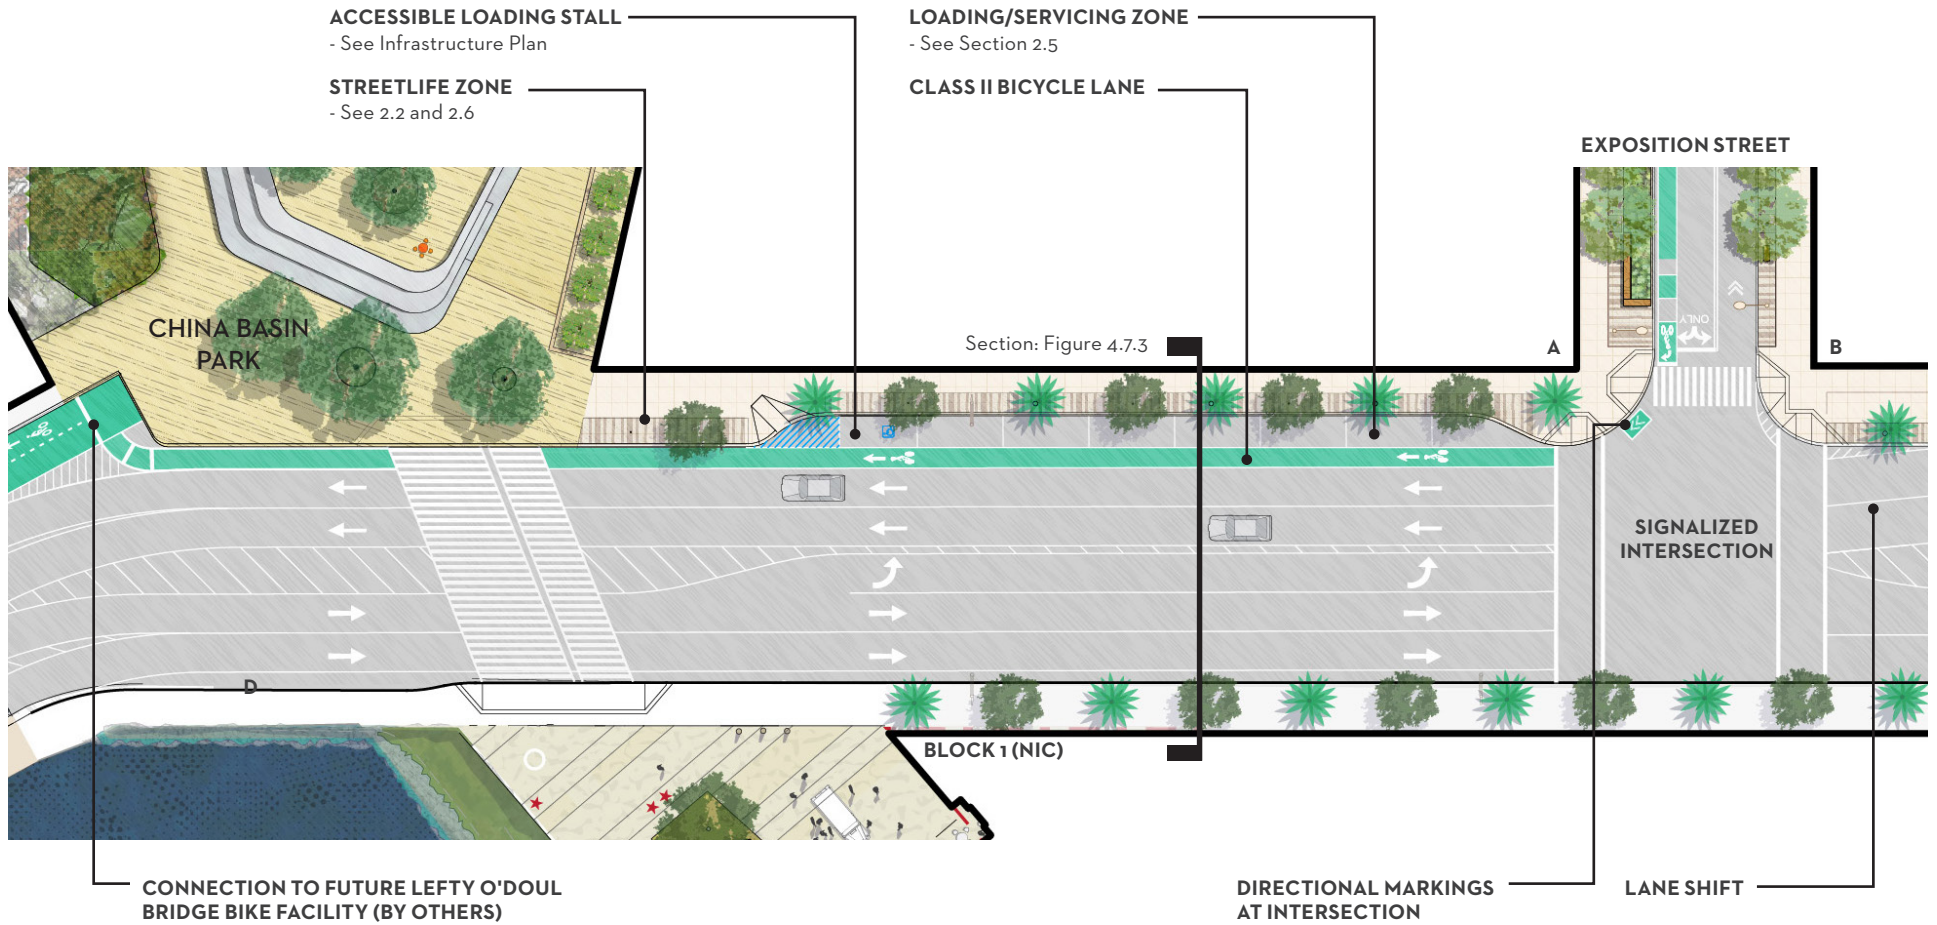 ACCESSIBLE LOADING STALL
- See Infrastructure Plan
STREETLIFE ZONE
- See 2.2 and 2.6
LOADING/SERVICING ZONE
- See Section 2.5
CLASS II BICYCLE LANE
EXPOSITION STREET
CHINA BASIN
PARK
Section: Figure 4.7.3
A
B
ONLY
SIGNALIZED
INTERSECTION
D
BLOCK 1 (NIC)
CONNECTION TO FUTURE LEFTY O'DOUL
BRIDGE BIKE FACILITY (BY OTHERS)
DIRECTIONAL MARKINGS
AT INTERSECTION
LANE SHIFT